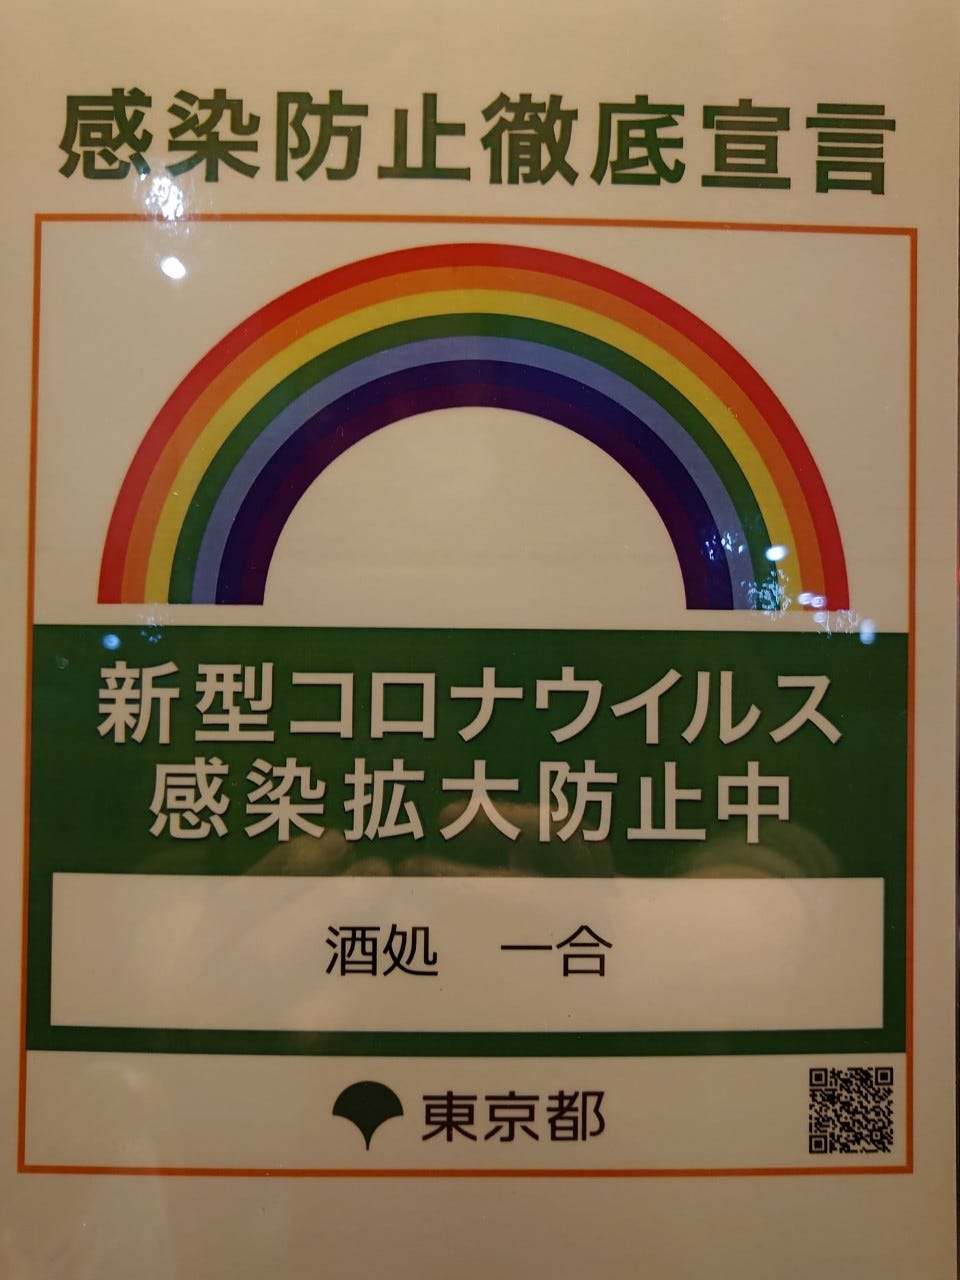 感染防止徹底宣言
新型コロナウイルス
感染拡大防止中
酒処　一合
東京都